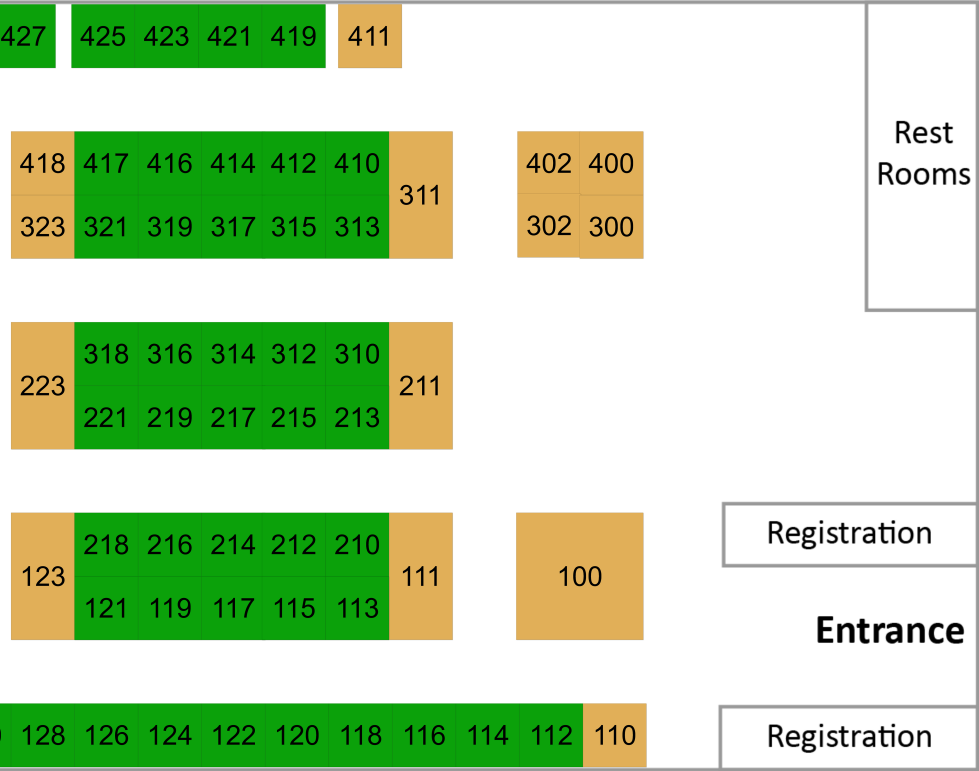 427 425 423 421 419 411
Rest
Rooms
418 417 416 414 412 410 311 402 400
323 321 319 317 315 313 302 300
223 318 316 314 312 310 211
221 219 217 215 213
Registration
123 218 216 214 212 210 111 100
121 119 117 115 113
Entrance
128 126 124 122 120 118 116 114 112 110
Registration